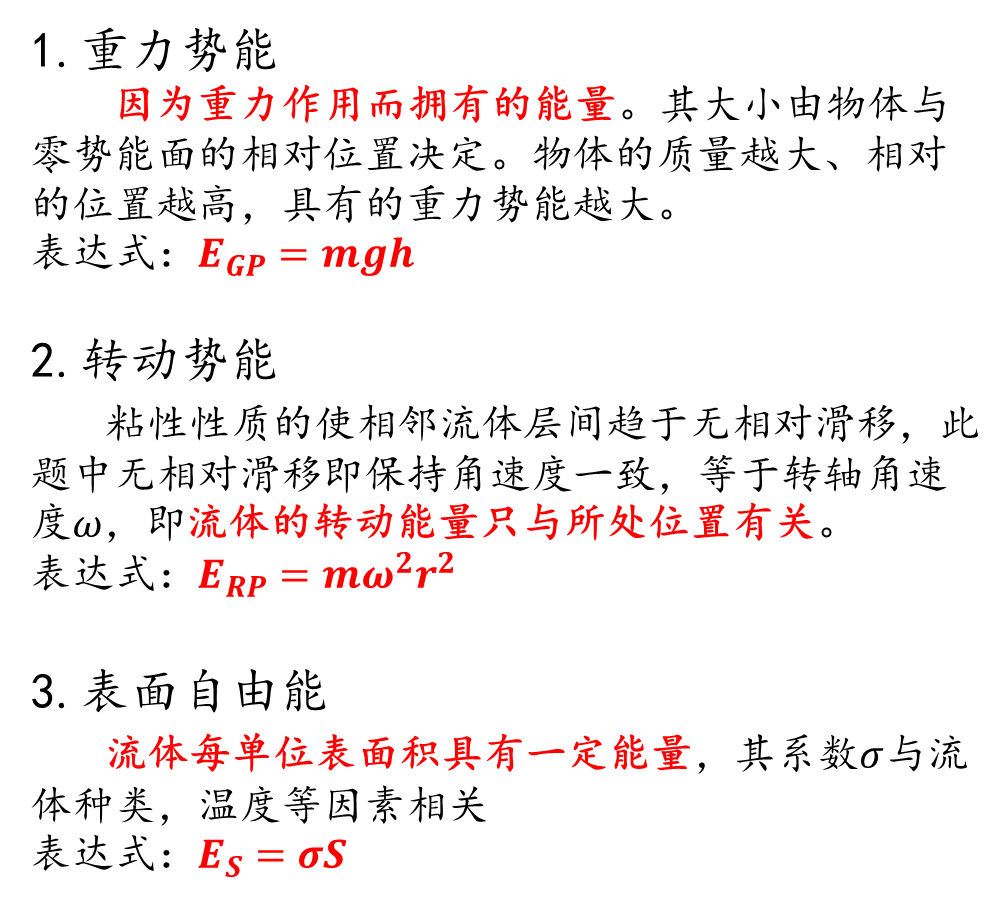 1.重力势能
因为重力作用而拥有的能量。其大小由物体与
零势能面的相对位置决定。物体的质量越大、相对
的位置越高，具有的重力势能越大。
表达式：E_{GP} = mgh
2.转动势能
粘性性质的使相邻流体层间趋于无相对滑移，此
题中无相对滑移即保持角速度一致，等于转轴角速
度ω，即流体的转动能量只与所处位置有关。
表达式：E_{RP} = mω²r²
3.表面自由能
流体每单位表面积具有一定能量，其系数σ与流
体种类，温度等因素相关
表达式：E_S = σS